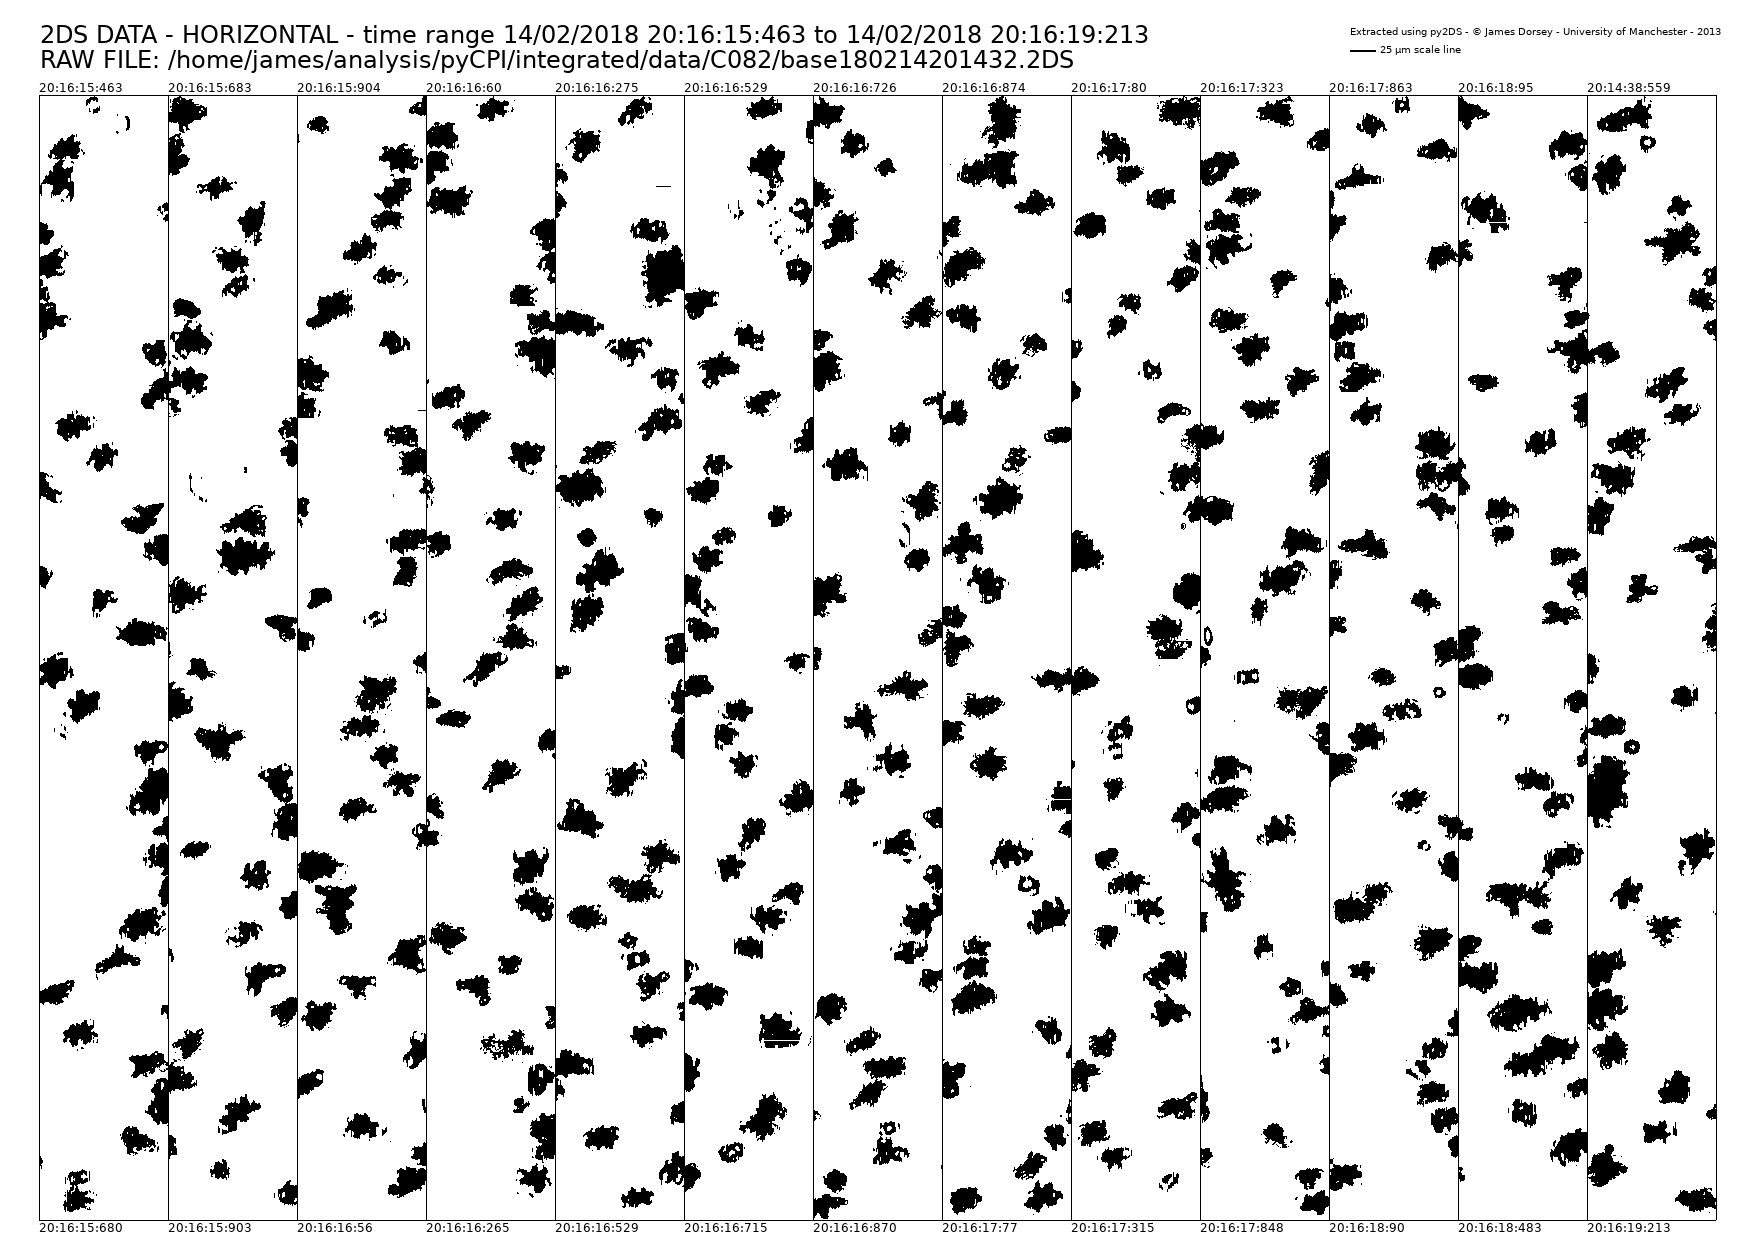 2DS DATA - HORIZONTAL - time range 14/02/2018 20:16:15:463 to 14/02/2018 20:16:19:213
RAW FILE: /home/james/analysis/pyCPI/integrated/data/C082/base180214201432.2DS
Extracted using py2DS - © James Dorsey - University of Manchester - 2013
25 µm scale line
20:16:15:463 20:16:15:683 20:16:15:904 20:16:16:60 20:16:16:275 20:16:16:529 20:16:16:726 20:16:16:874 20:16:17:80 20:16:17:323 20:16:17:863 20:16:18:95 20:14:38:559
20:16:15:680 20:16:15:903 20:16:16:56 20:16:16:265 20:16:16:529 20:16:16:715 20:16:16:870 20:16:17:77 20:16:17:315 20:16:17:848 20:16:18:90 20:16:18:483 20:16:19:213